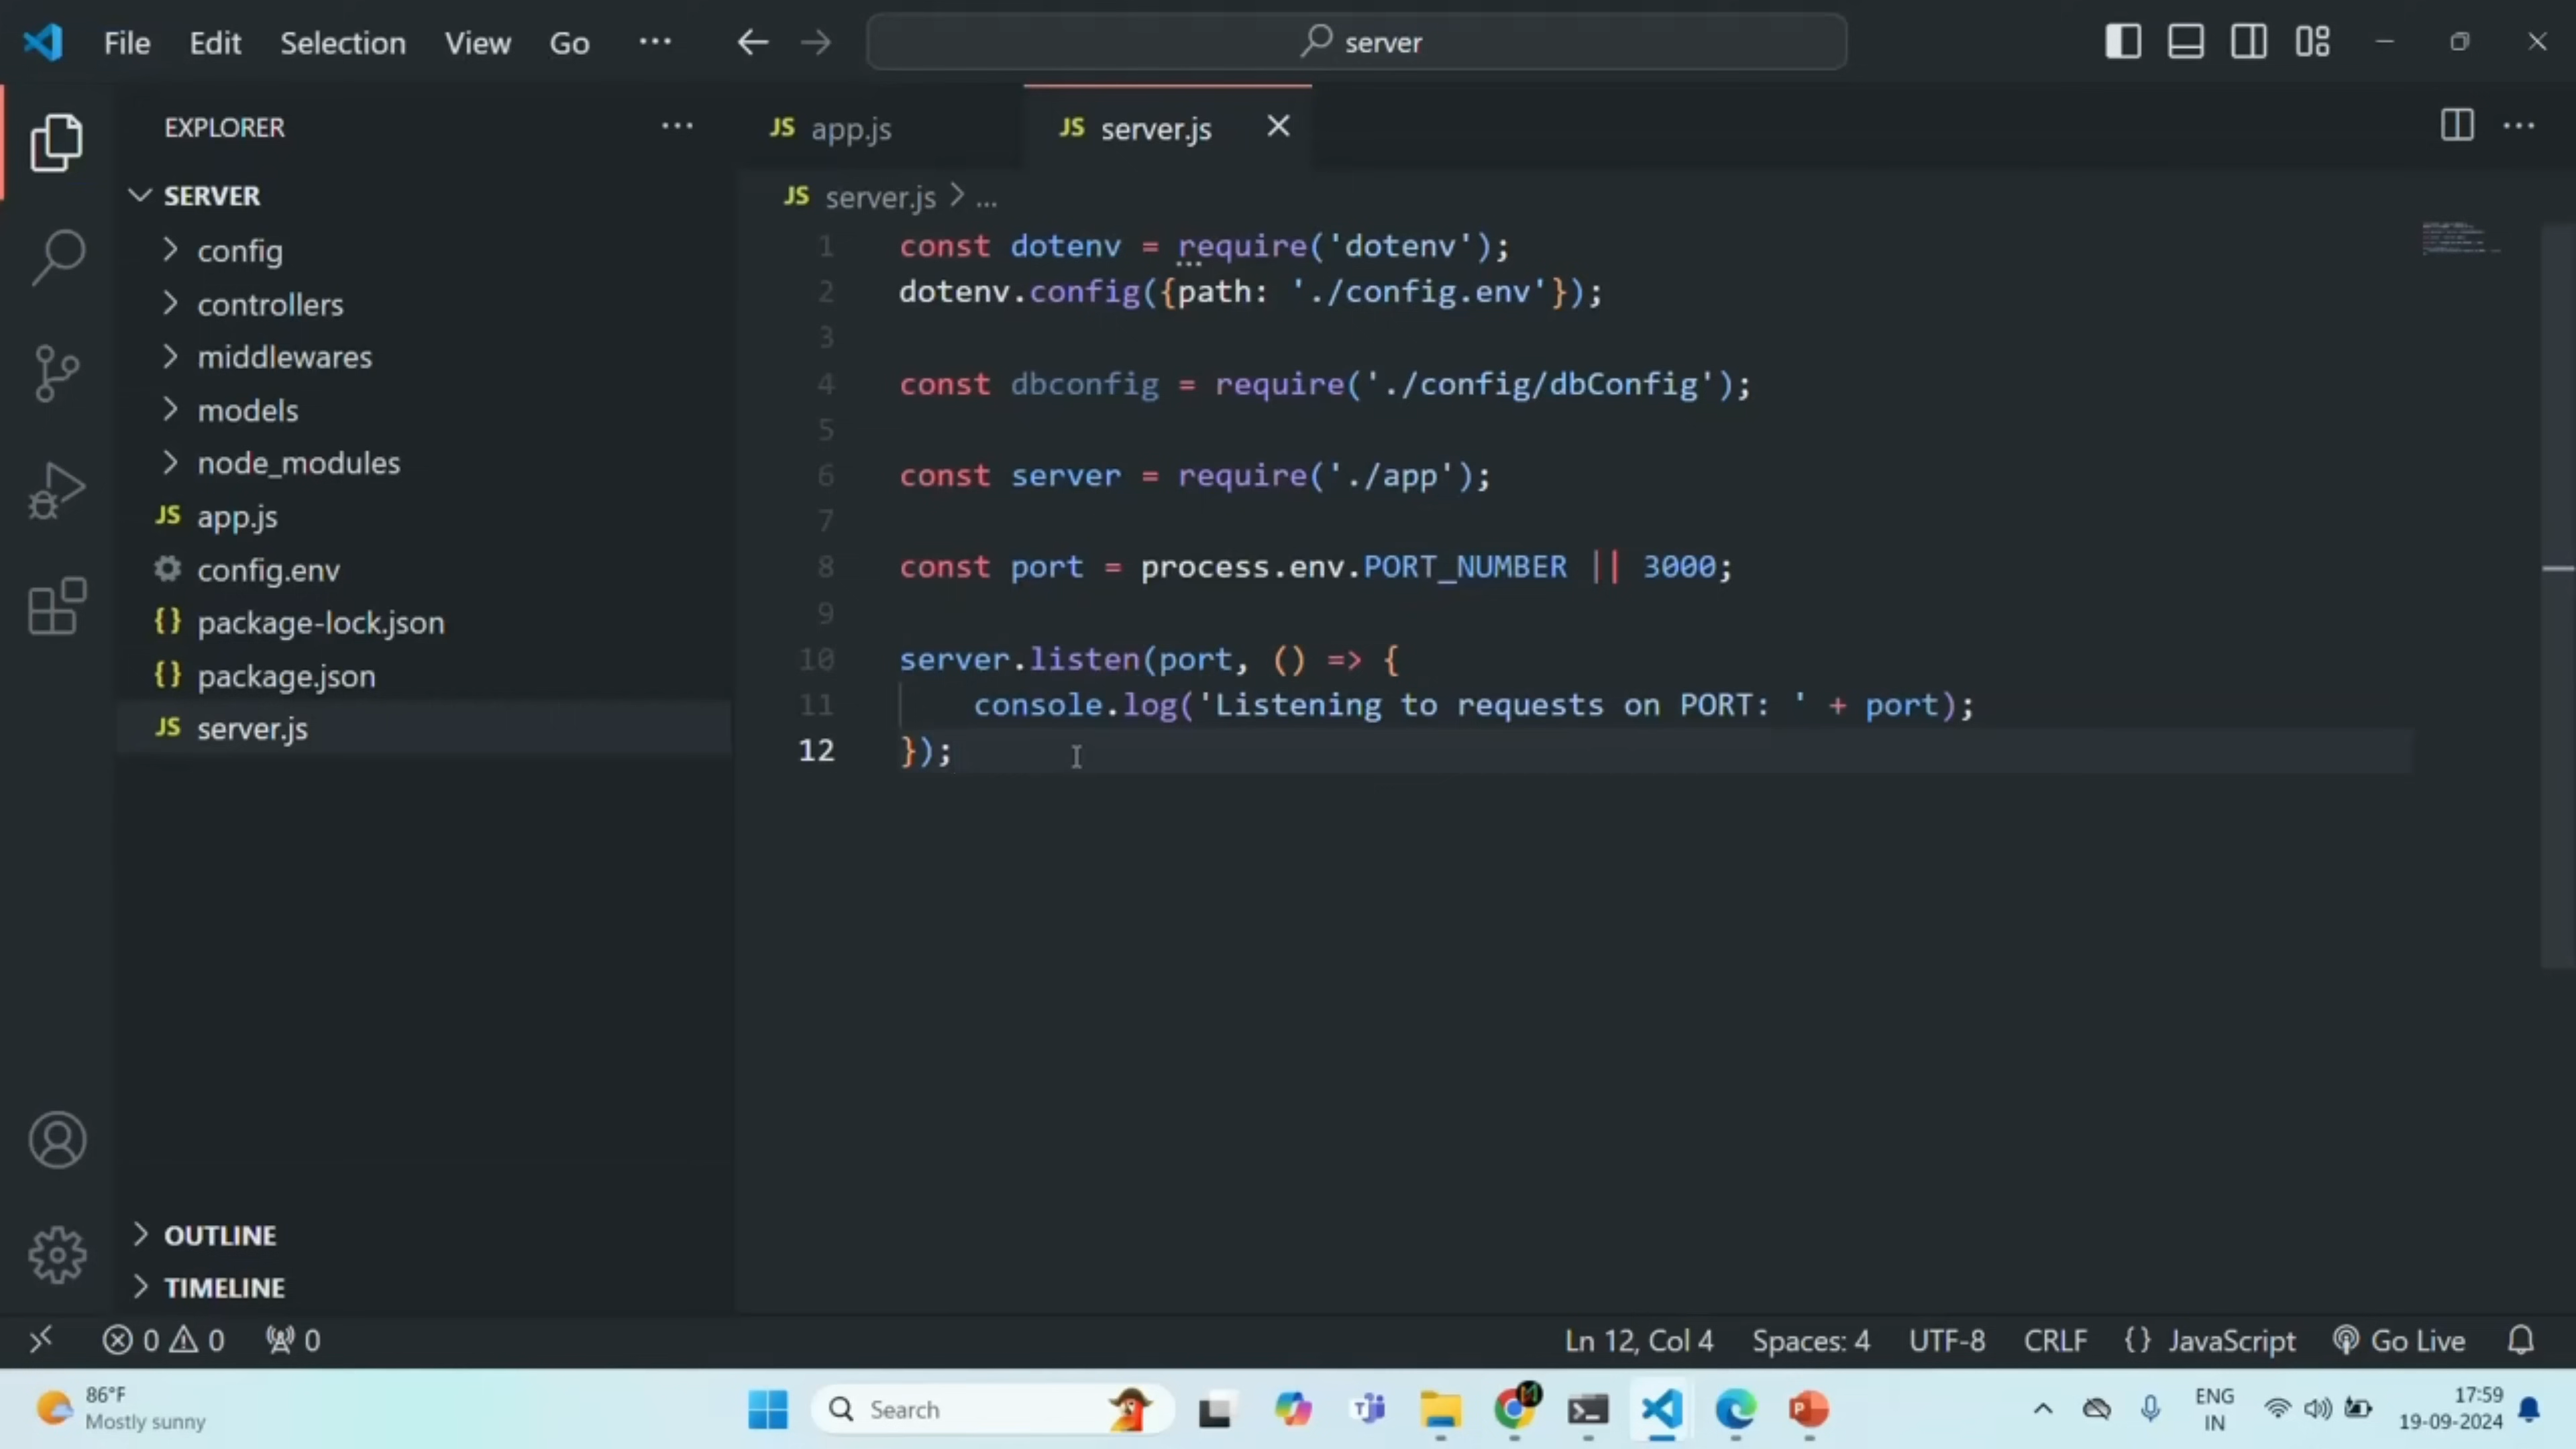 File Edit Selection View Go ···
server
EXPLORER
SERVER
config
controllers
middlewares
models
node_modules
JS app.js
config.env
{} package-lock.json
{} package.json
JS server.js
OUTLINE
TIMELINE
JS app.js
JS server.js
JS server.js > ...
1 const dotenv = require('dotenv');
2 dotenv.config({path: './config.env'});
3
4 const dbconfig = require('./config/dbConfig');
5
6 const server = require('./app');
7
8 const port = process.env.PORT_NUMBER || 3000;
9
10 server.listen(port, () => {
11 console.log('Listening to requests on PORT: ' + port);
12 });
0 0 0
Ln 12, Col 4 Spaces: 4 UTF-8 CRLF {} JavaScript Go Live
86°F
Mostly sunny
Search
ENG
IN
17:59
19-09-2024